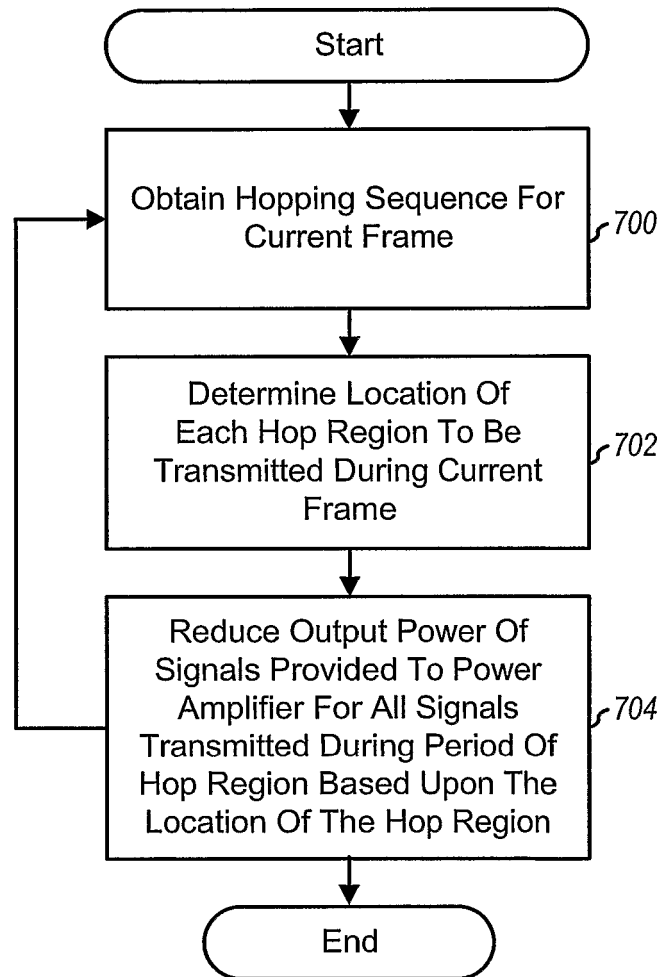 Start
Obtain Hopping Sequence For
Current Frame
700
Determine Location Of
Each Hop Region To Be
Transmitted During Current
Frame
702
Reduce Output Power Of
Signals Provided To Power
Amplifier For All Signals
Transmitted During Period Of
Hop Region Based Upon The
Location Of The Hop Region
704
End